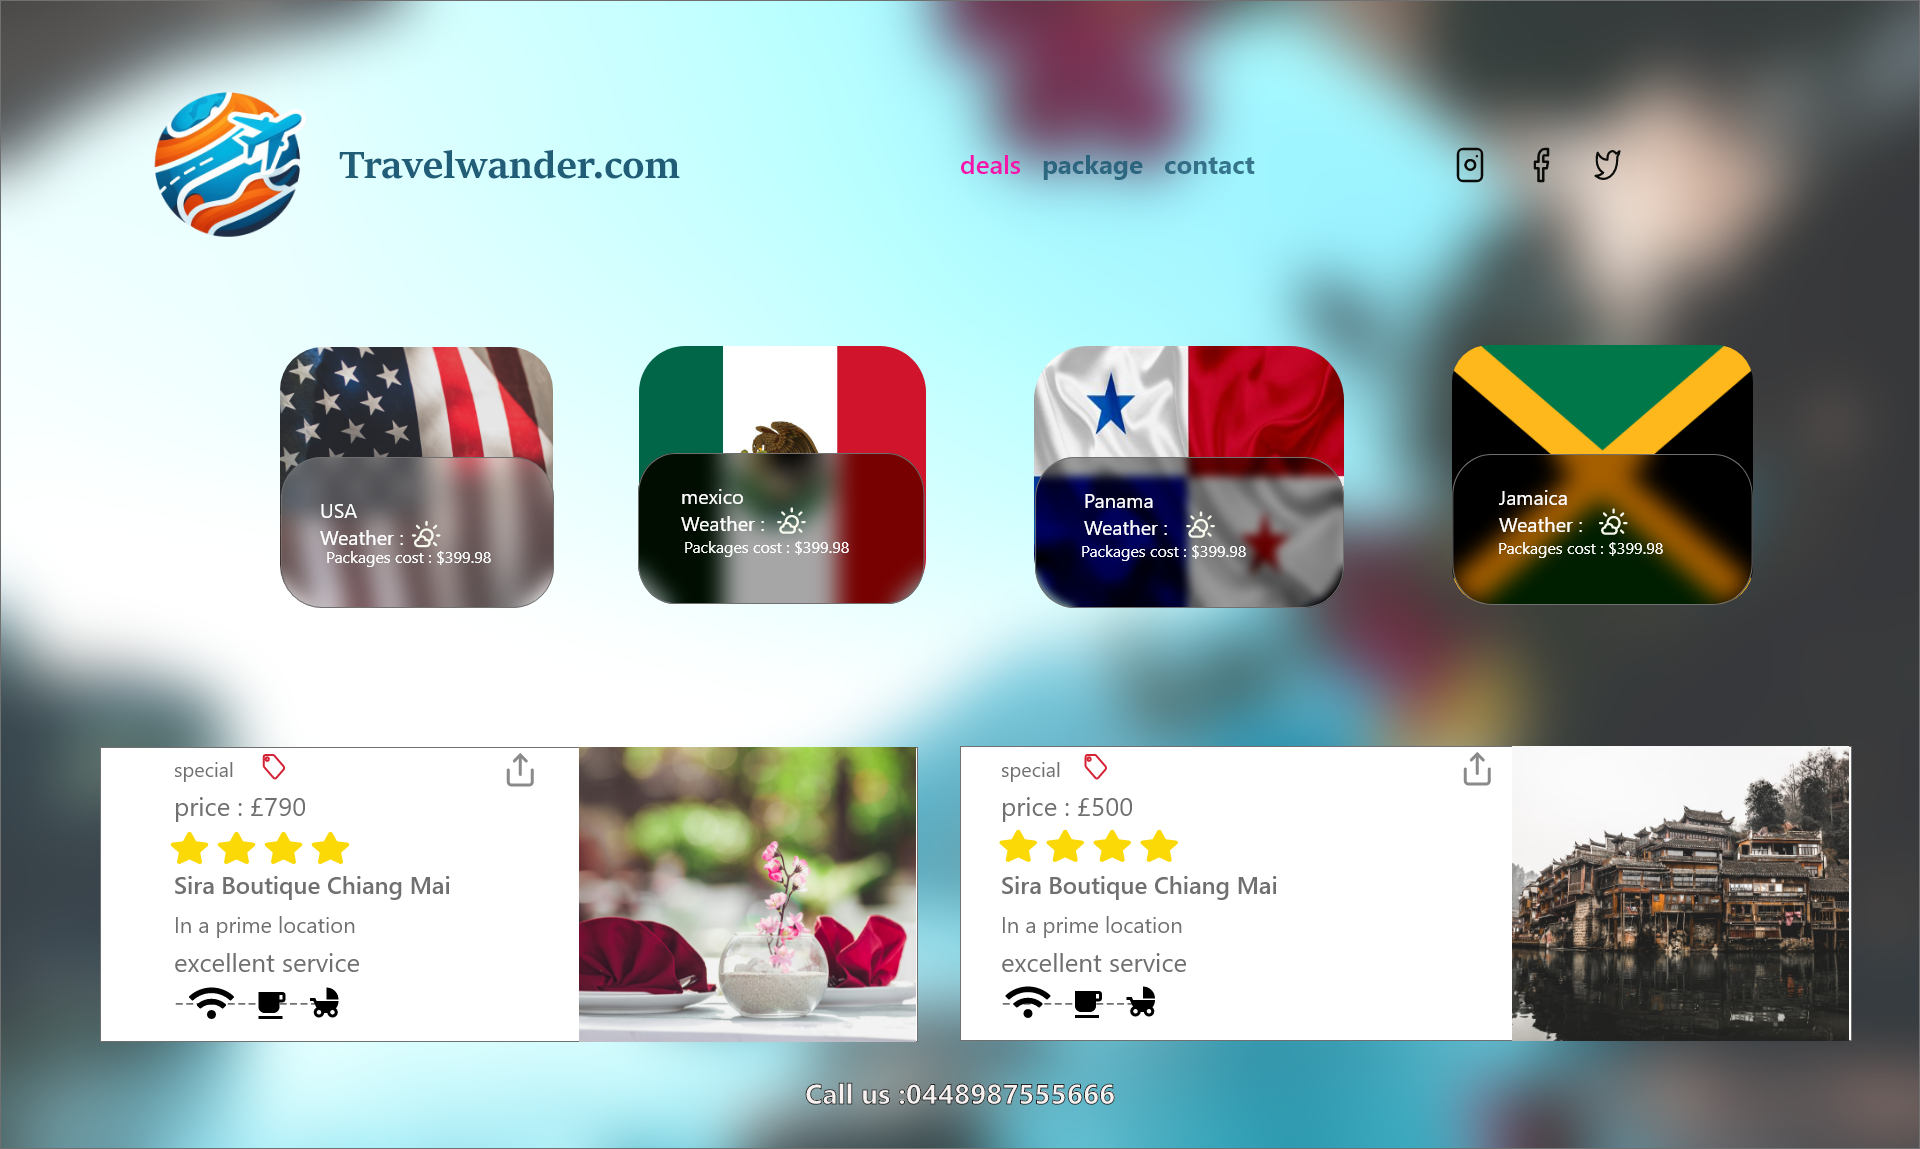 Travelwander.com
deals package contact
USA
Weather :
Packages cost : $399.98
mexico
Weather :
Packages cost : $399.98
Panama
Weather :
Packages cost : $399.98
Jamaica
Weather :
Packages cost : $399.98
special
price : £790
Sira Boutique Chiang Mai
In a prime location
excellent service
special
price : £500
Sira Boutique Chiang Mai
In a prime location
excellent service
Call us :0448987555666